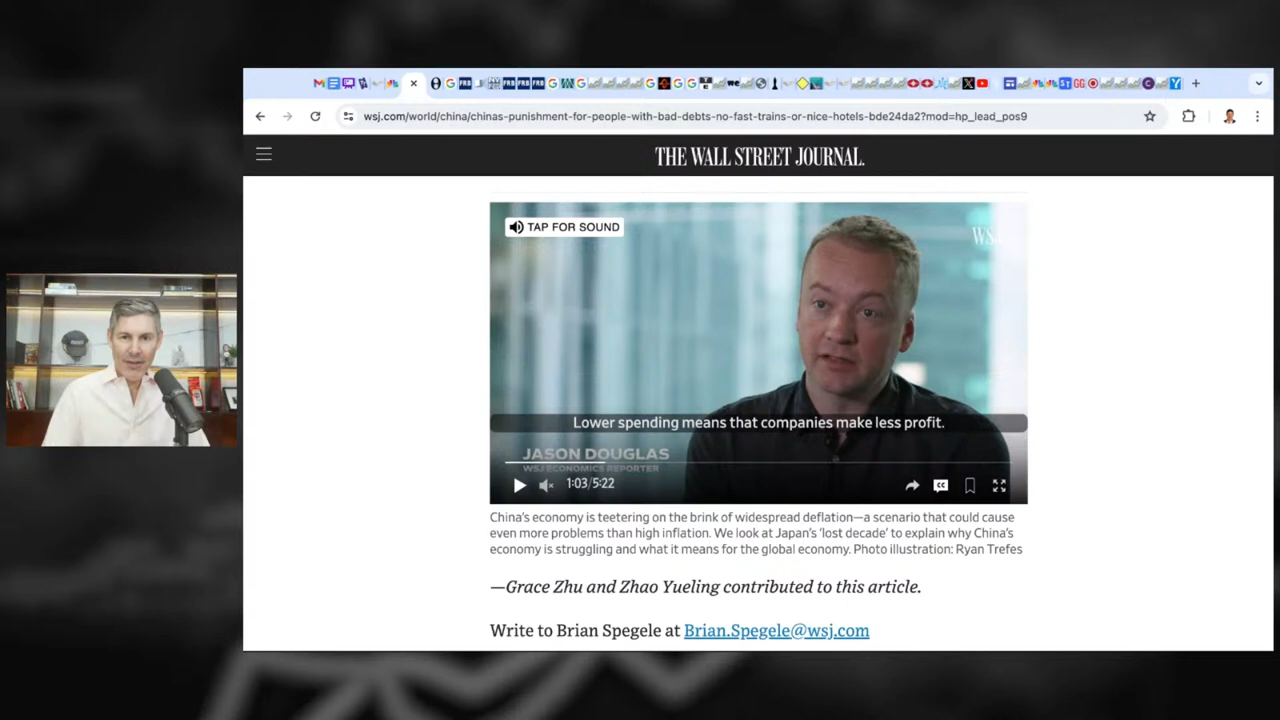 wsj.com/world/china/chinas-punishment-for-people-with-bad-debts-no-fast-trains-or-nice-hotels-bde24da2?mod=hp_lead_pos9
THE WALL STREET JOURNAL.
TAP FOR SOUND
WSJ
Lower spending means that companies make less profit.
JASON DOUGLAS
WSJ ECONOMICS REPORTER
1:03/5:22
CC
China's economy is teetering on the brink of widespread deflation—a scenario that could cause
even more problems than high inflation. We look at Japan's 'lost decade' to explain why China's
economy is struggling and what it means for the global economy. Photo illustration: Ryan Trefes
—Grace Zhu and Zhao Yueling contributed to this article.
Write to Brian Spegele at Brian.Spegele@wsj.com